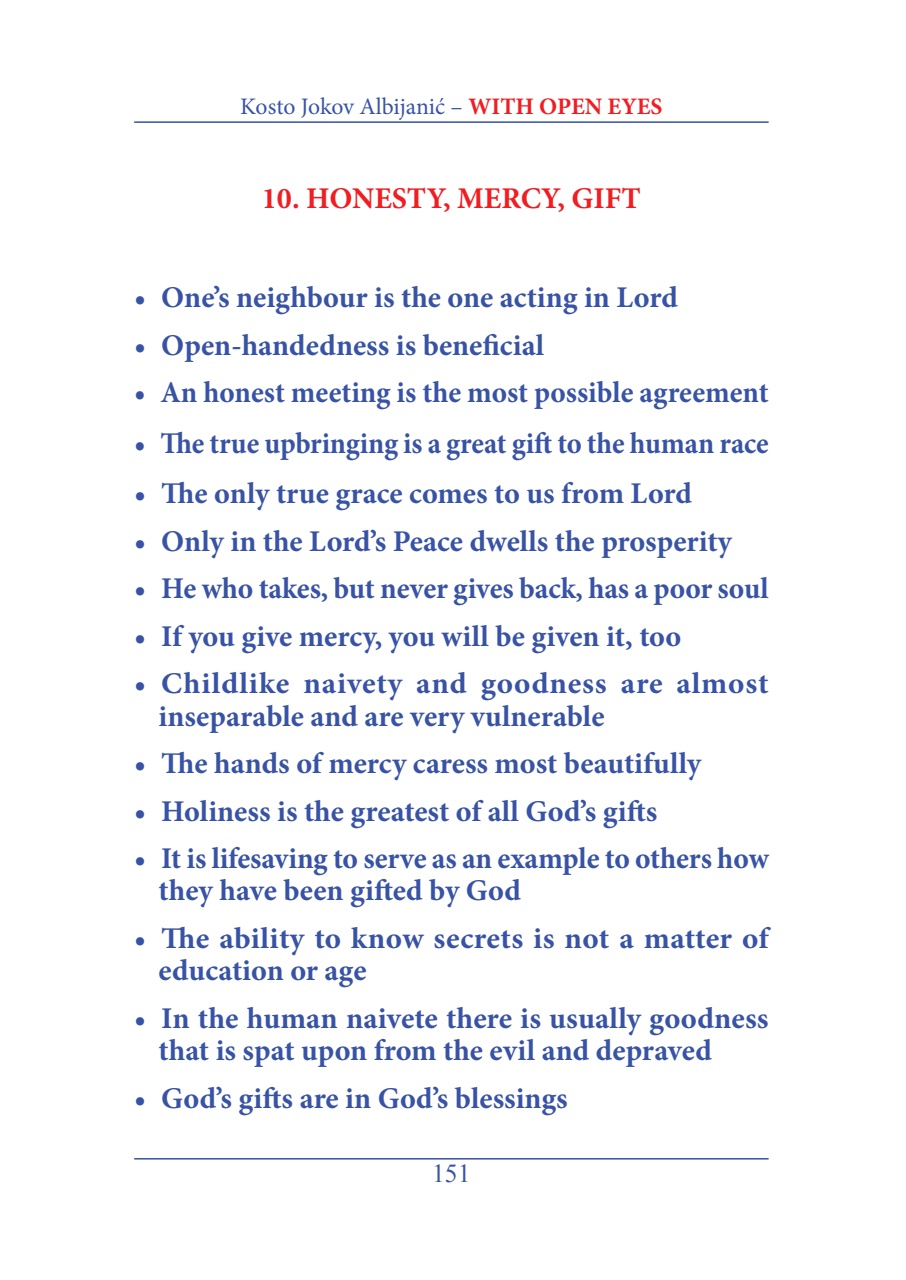 Kosto Jokov Albijanić – WITH OPEN EYES
10. HONESTY, MERCY, GIFT
• One’s neighbour is the one acting in Lord
• Open-handedness is beneficial
• An honest meeting is the most possible agreement
• The true upbringing is a great gift to the human race
• The only true grace comes to us from Lord
• Only in the Lord’s Peace dwells the prosperity
• He who takes, but never gives back, has a poor soul
• If you give mercy, you will be given it, too
• Childlike naivety and goodness are almost
inseparable and are very vulnerable
• The hands of mercy caress most beautifully
• Holiness is the greatest of all God’s gifts
• It is lifesaving to serve as an example to others how
they have been gifted by God
• The ability to know secrets is not a matter of
education or age
• In the human naivete there is usually goodness
that is spat upon from the evil and depraved
• God’s gifts are in God’s blessings
151